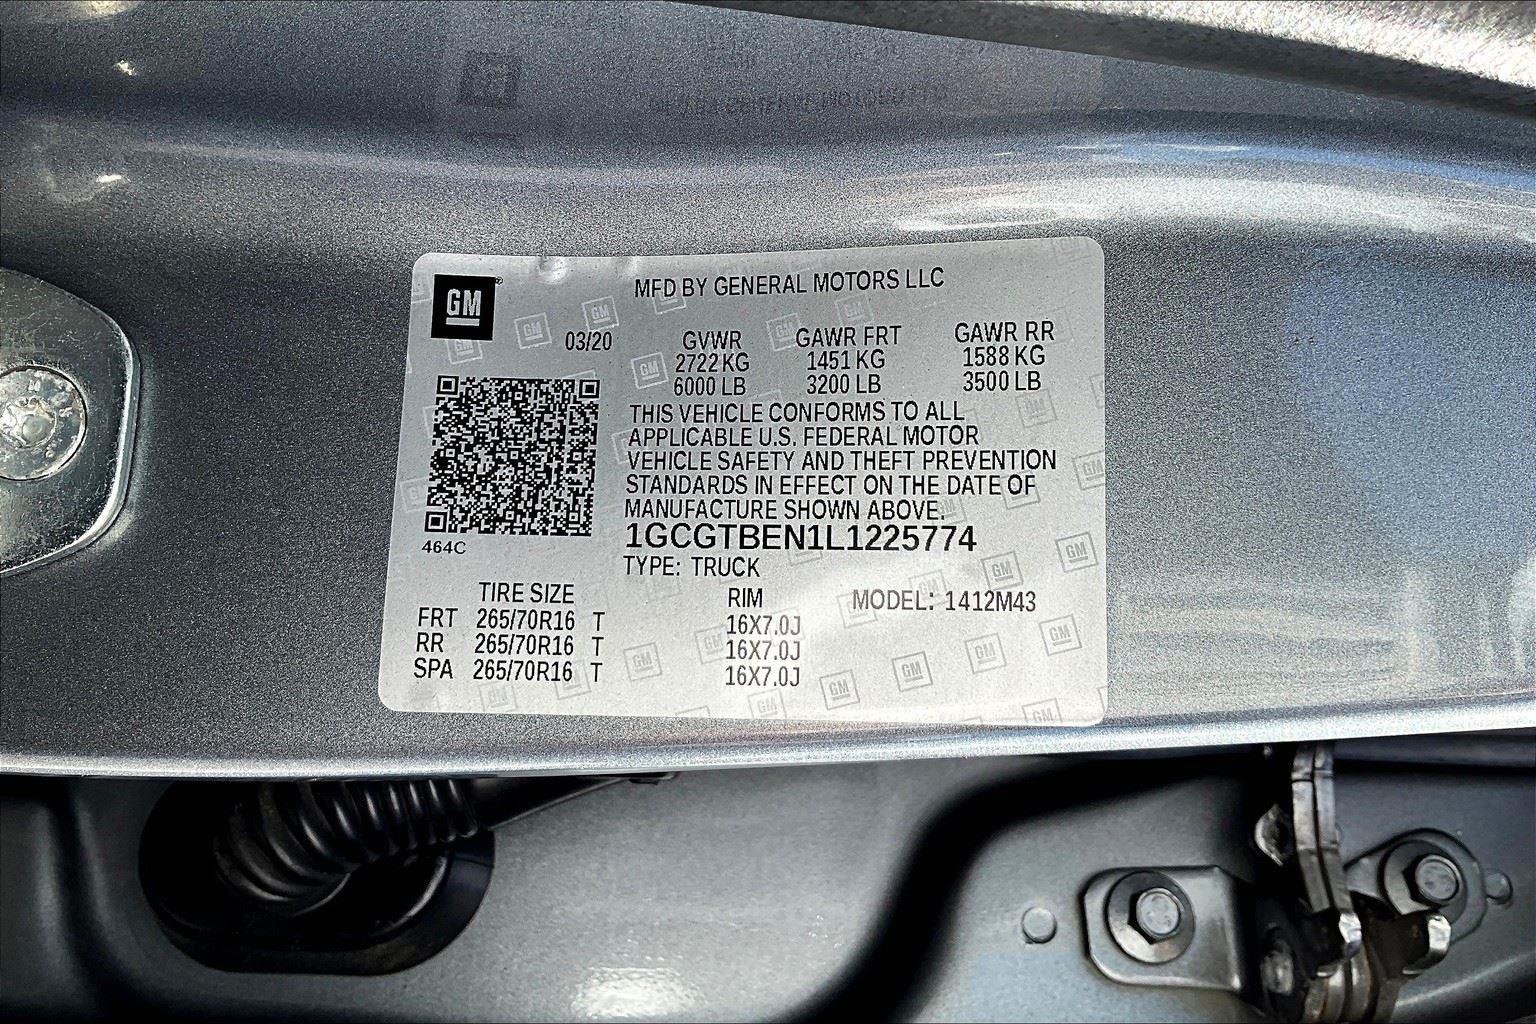 GM
MFD BY GENERAL MOTORS LLC
03/20 GVWR GAWR FRT GAWR RR
2722 KG 1451 KG 1588 KG
6000 LB 3200 LB 3500 LB
THIS VEHICLE CONFORMS TO ALL
APPLICABLE U.S. FEDERAL MOTOR
VEHICLE SAFETY AND THEFT PREVENTION
STANDARDS IN EFFECT ON THE DATE OF
MANUFACTURE SHOWN ABOVE.
1GCGTBEN1L1225774
464C
TYPE: TRUCK
TIRE SIZE RIM MODEL: 1412M43
FRT 265/70R16 T 16X7.0J
RR 265/70R16 T 16X7.0J
SPA 265/70R16 T 16X7.0J